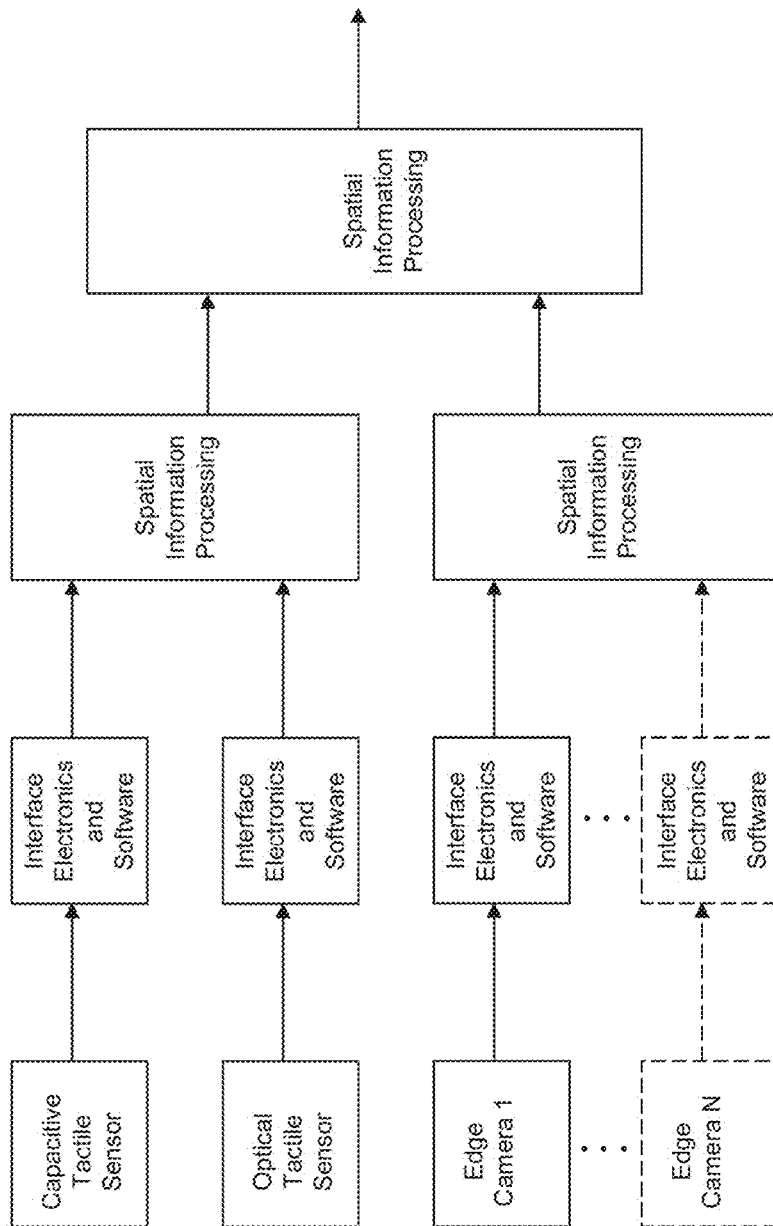 Capacitive
Tactile
Sensor
Interface
Electronics
and
Software
Optical
Tactile
Sensor
Interface
Electronics
and
Software
Spatial
Information
Processing
Edge
Camera 1
Interface
Electronics
and
Software
Edge
Camera N
Interface
Electronics
and
Software
Spatial
Information
Processing
Spatial
Information
Processing